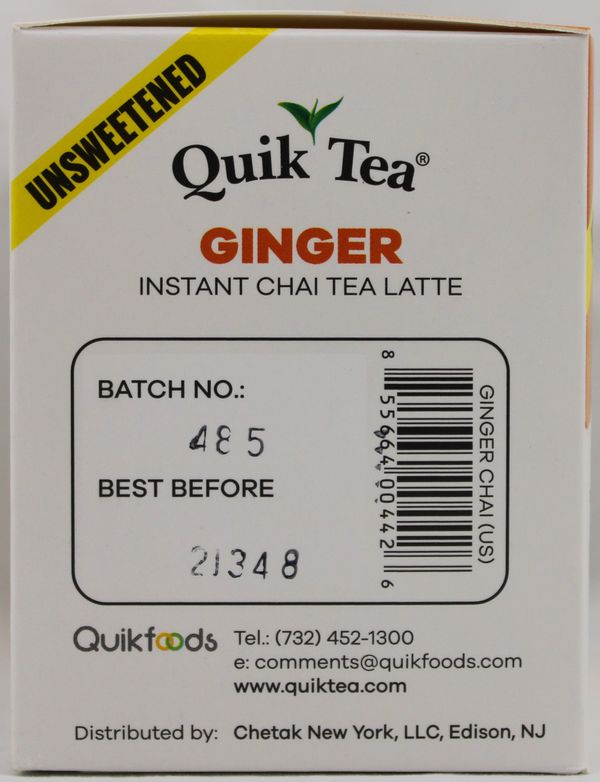 UNSWEETENED
Quik Tea®
GINGER
INSTANT CHAI TEA LATTE
BATCH NO.:
485
BEST BEFORE
21348
8 55664 00442 6
GINGER CHAI (US)
Quikfoods
Tel.: (732) 452-1300
e: comments@quikfoods.com
www.quiktea.com
Distributed by: Chetak New York, LLC, Edison, NJ